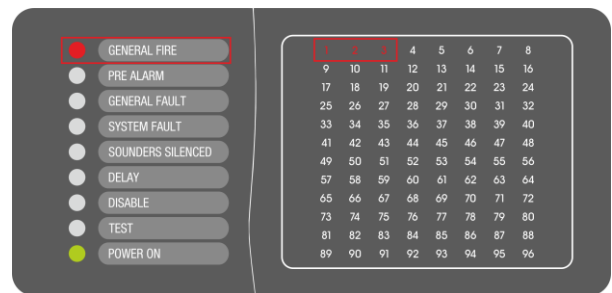 GENERAL FIRE
PRE ALARM
GENERAL FAULT
SYSTEM FAULT
SOUNDERS SILENCED
DELAY
DISABLE
TEST
POWER ON
1 2 3 4 5 6 7 8
9 10 11 12 13 14 15 16
17 18 19 20 21 22 23 24
25 26 27 28 29 30 31 32
33 34 35 36 37 38 39 40
41 42 43 44 45 46 47 48
49 50 51 52 53 54 55 56
57 58 59 60 61 62 63 64
65 66 67 68 69 70 71 72
73 74 75 76 77 78 79 80
81 82 83 84 85 86 87 88
89 90 91 92 93 94 95 96